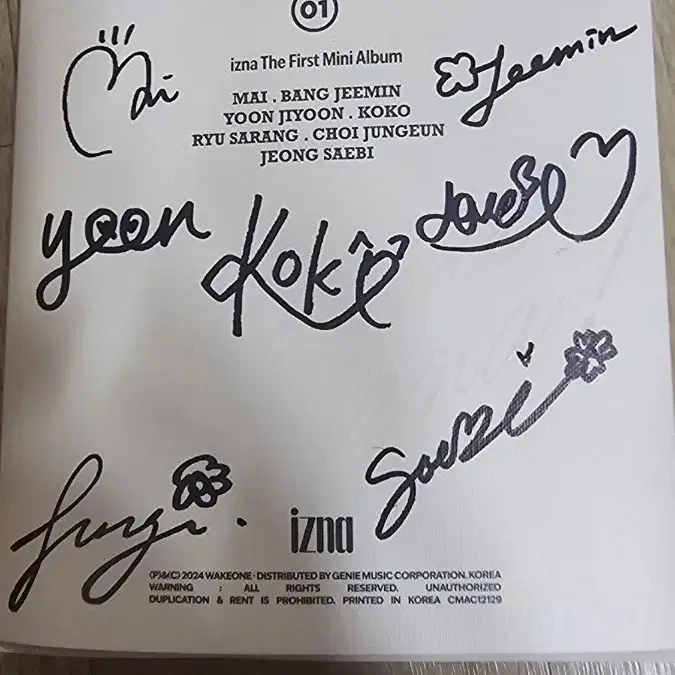 01
izna The First Mini Album
MAI . BANG JEEMIN
YOON JIYOON . KOKO
RYU SARANG . CHOI JUNGEUN
JEONG SAEBI
Mai
Jeemin
yoon
Koko
love
Saebi
izna
(P)&(C) 2024 WAKEONE · DISTRIBUTED BY GENIE MUSIC CORPORATION. KOREA
WARNING : ALL RIGHTS RESERVED. UNAUTHORIZED
DUPLICATION & RENT IS PROHIBITED. PRINTED IN KOREA CMAC12129